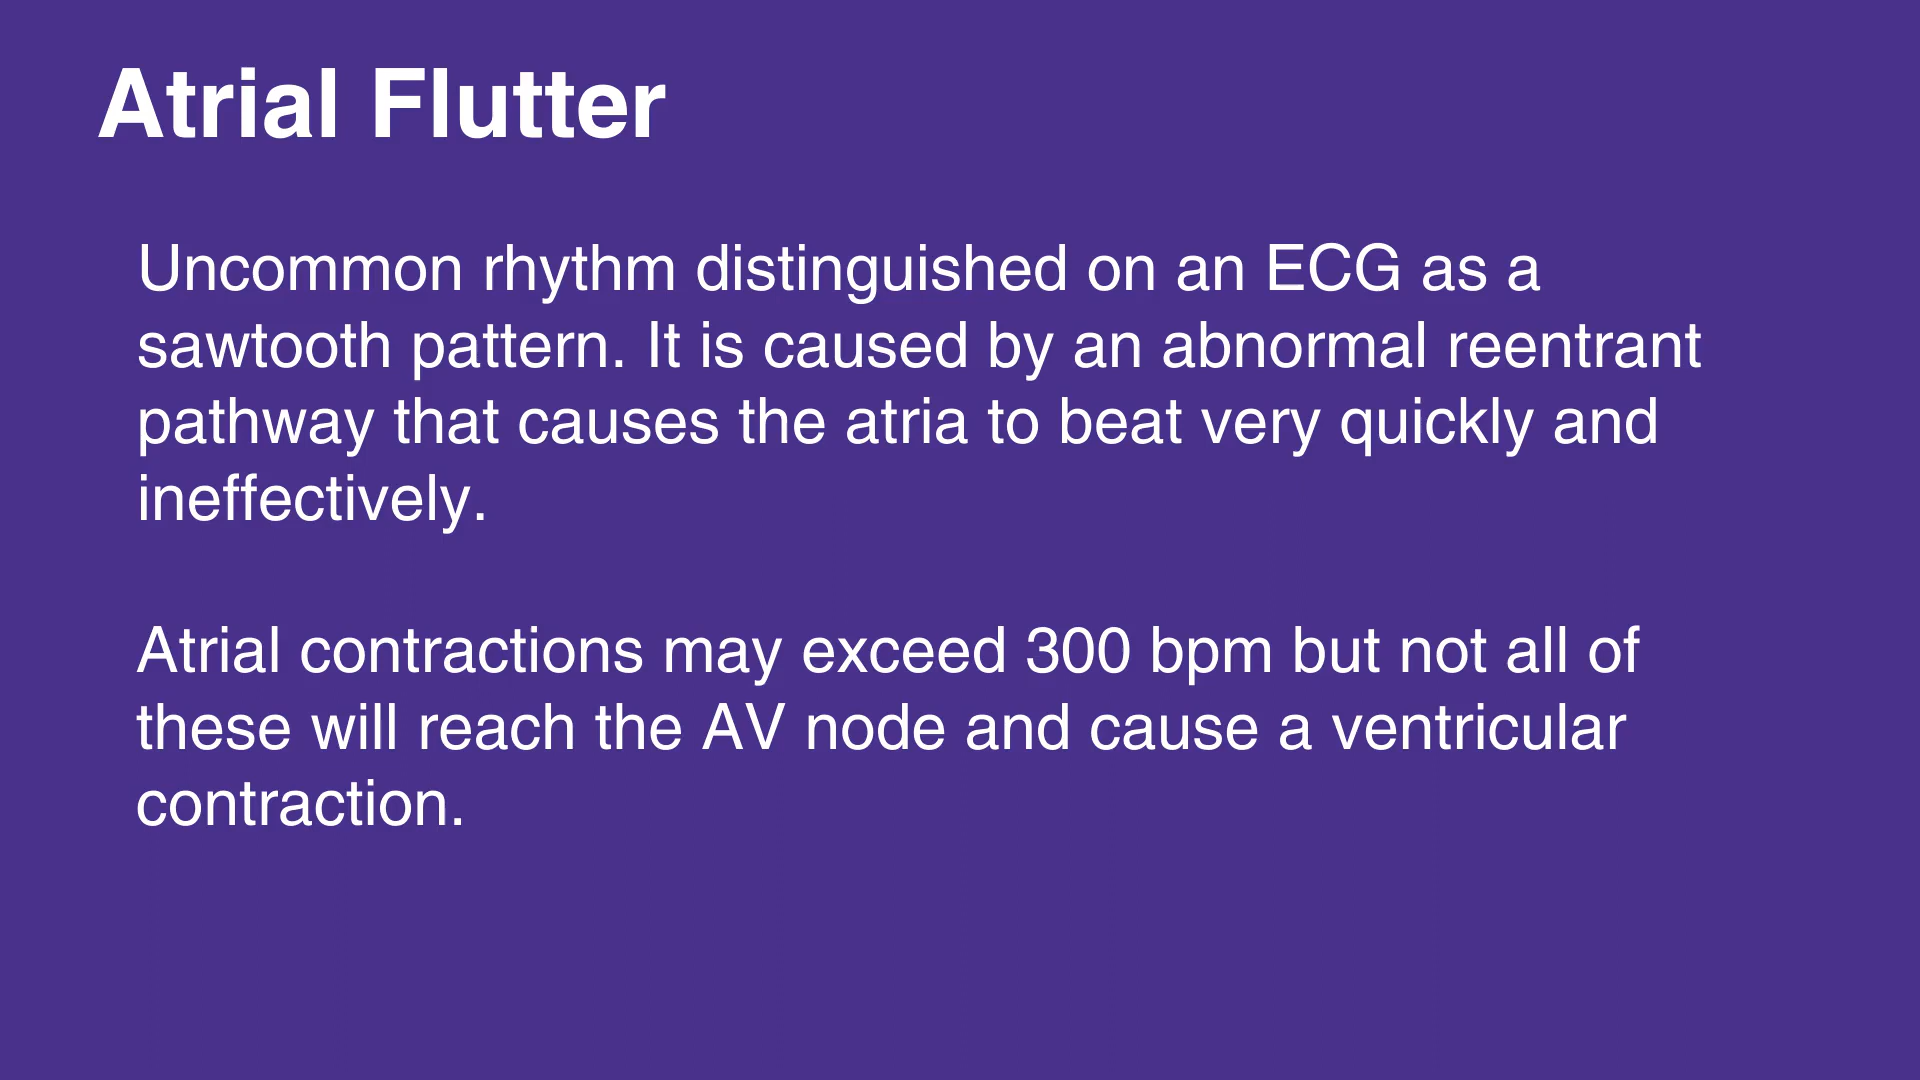 Atrial Flutter
Uncommon rhythm distinguished on an ECG as a
sawtooth pattern. It is caused by an abnormal reentrant
pathway that causes the atria to beat very quickly and
ineffectively.
Atrial contractions may exceed 300 bpm but not all of
these will reach the AV node and cause a ventricular
contraction.